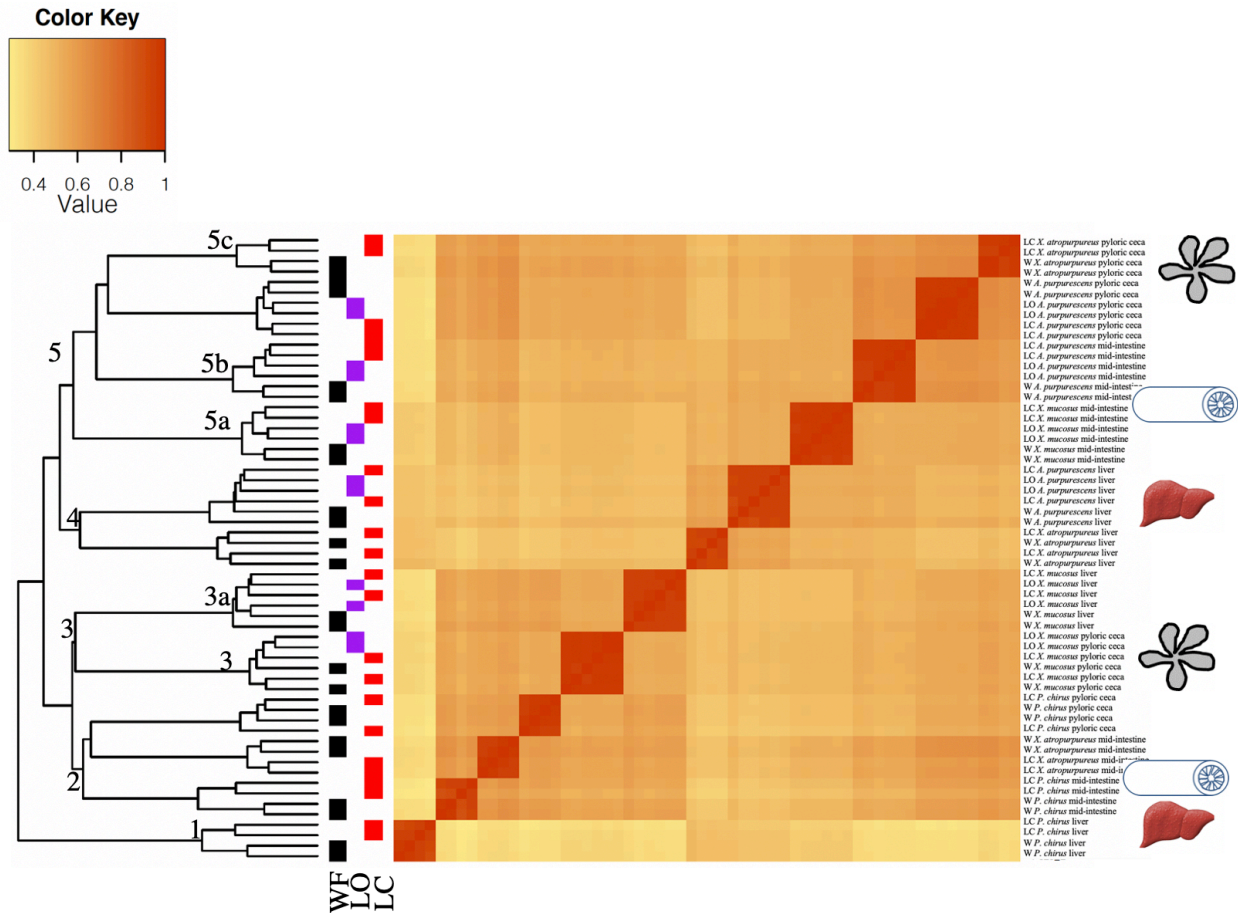 Color Key
0.4 0.6 0.8 1
Value
5c
5
5b
5a
4
3a
3
3
2
1
WF
LO
LC
LC X. atropurpureus pyloric ceca
LC X. atropurpureus pyloric ceca
W X. atropurpureus pyloric ceca
W X. atropurpureus pyloric ceca
W A. purpurescens pyloric ceca
W A. purpurescens pyloric ceca
LO A. purpurescens pyloric ceca
LO A. purpurescens pyloric ceca
LC A. purpurescens pyloric ceca
LC A. purpurescens pyloric ceca
LC A. purpurescens mid-intestine
LC A. purpurescens mid-intestine
LO A. purpurescens mid-intestine
LO A. purpurescens mid-intestine
W A. purpurescens mid-intestine
W A. purpurescens mid-intest
LC X. mucosus mid-intestine
LC X. mucosus mid-intestine
LO X. mucosus mid-intestine
LO X. mucosus mid-intestine
W X. mucosus mid-intestine
W X. mucosus mid-intestine
LC A. purpurescens liver
LO A. purpurescens liver
LO A. purpurescens liver
LC A. purpurescens liver
W A. purpurescens liver
W A. purpurescens liver
LC X. atropurpureus liver
W X. atropurpureus liver
LC X. atropurpureus liver
W X. atropurpureus liver
LC X. mucosus liver
LO X. mucosus liver
LC X. mucosus liver
LO X. mucosus liver
W X. mucosus liver
W X. mucosus liver
LO X. mucosus pyloric ceca
LO X. mucosus pyloric ceca
LC X. mucosus pyloric ceca
W X. mucosus pyloric ceca
LC X. mucosus pyloric ceca
W X. mucosus pyloric ceca
LC P. chirus pyloric ceca
W P. chirus pyloric ceca
W P. chirus pyloric ceca
LC P. chirus pyloric ceca
W X. atropurpureus mid-intestine
W X. atropurpureus mid-intestine
LC X. atropurpureus mid-intestine
LC X. atropurpureus mid-i
LC P. chirus mid-intestine
LC P. chirus mid-intestine
W P. chirus mid-intestine
W P. chirus mid-intestine
LC P. chirus liver
LC P. chirus liver
W P. chirus liver
W P. chirus liver